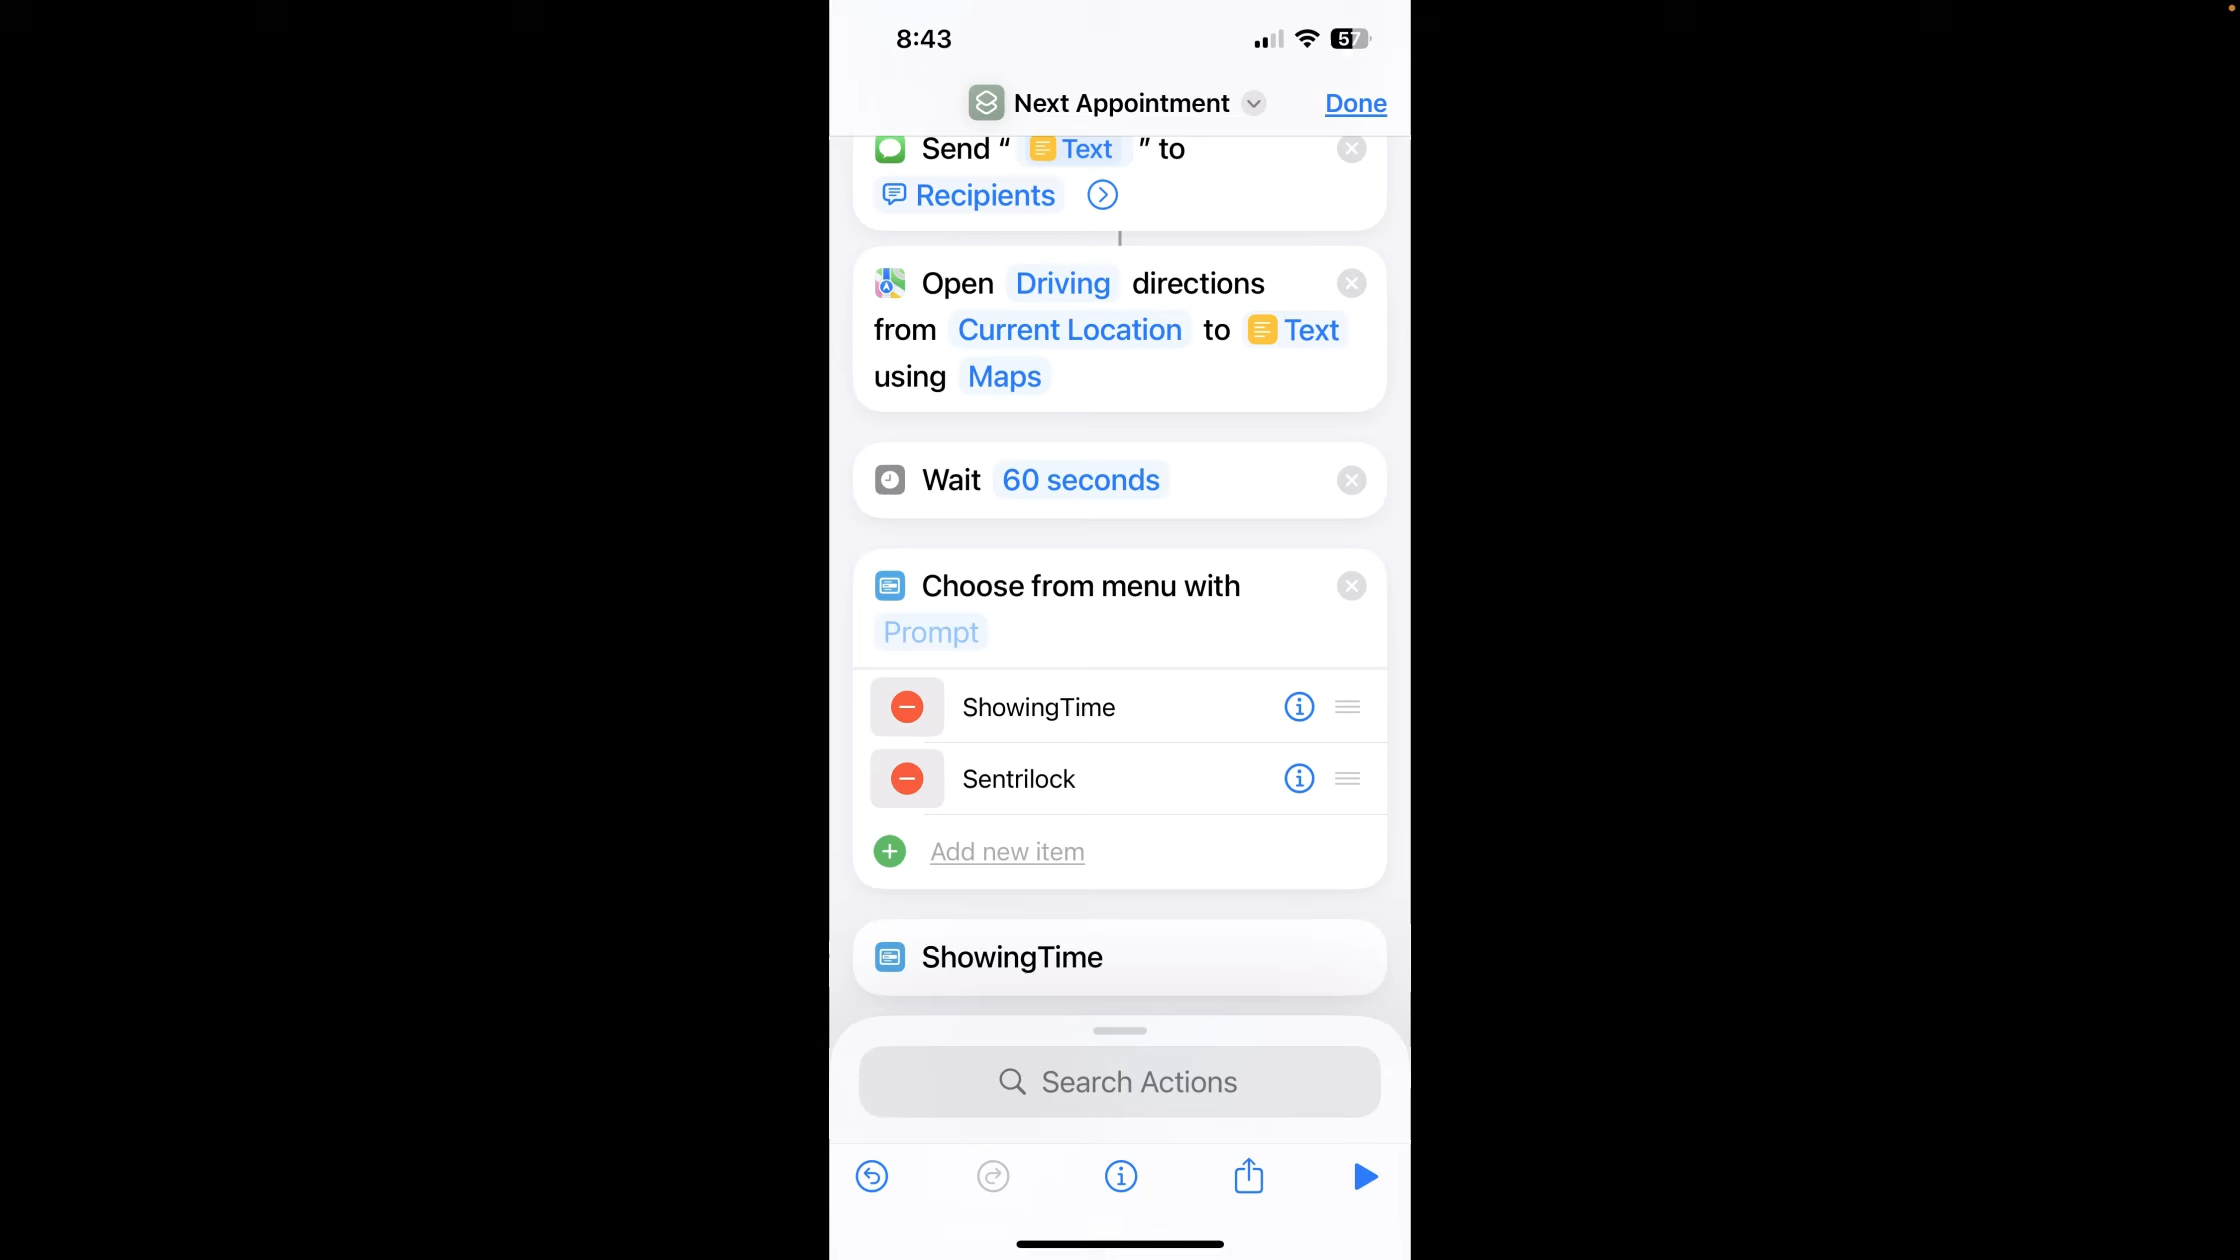 8:43
57
Next Appointment
Done
Send “ Text ” to
Recipients
Open Driving directions
from Current Location to Text
using Maps
Wait 60 seconds
Choose from menu with
Prompt
ShowingTime
Sentrilock
Add new item
ShowingTime
Search Actions